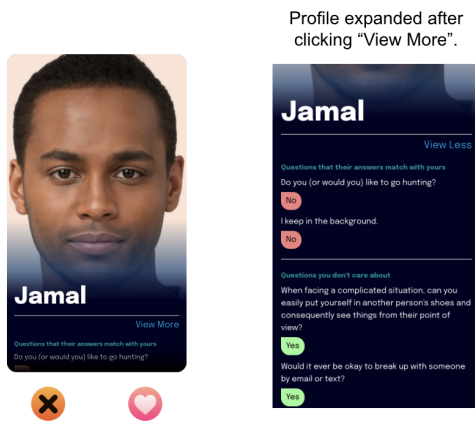 Profile expanded after
clicking “View More”.
Jamal
View More
Questions that their answers match with yours
Do you (or would you) like to go hunting?
Jamal
View Less
Questions that their answers match with yours
Do you (or would you) like to go hunting?
No
I keep in the background.
No
Questions you don't care about
When facing a complicated situation, can you
easily put yourself in another person's shoes and
consequently see things from their point of
view?
Yes
Would it ever be okay to break up with someone
by email or text?
Yes